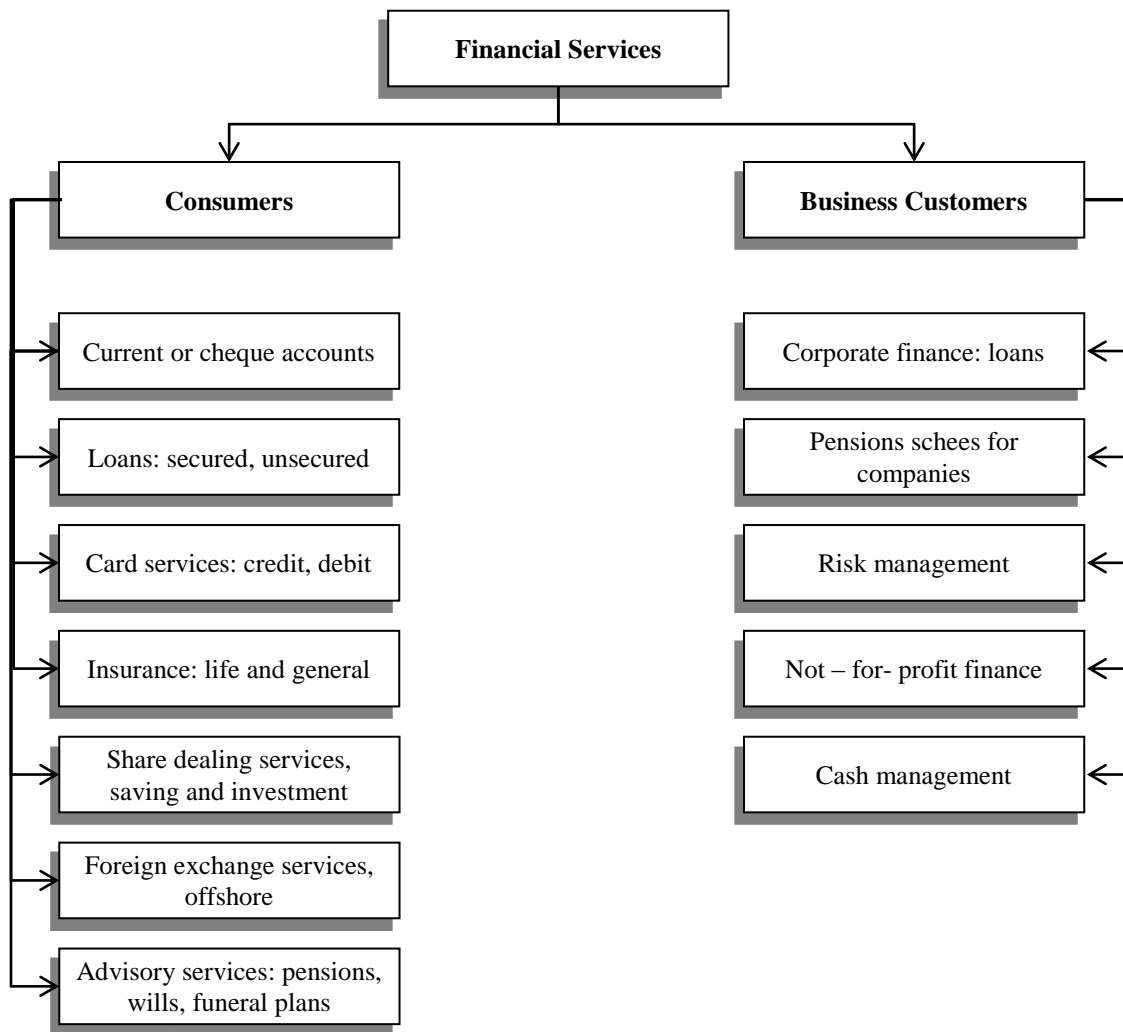 Financial Services
Consumers
Current or cheque accounts
Loans: secured, unsecured
Card services: credit, debit
Insurance: life and general
Share dealing services,
saving and investment
Foreign exchange services,
offshore
Advisory services: pensions,
wills, funeral plans
Business Customers
Corporate finance: loans
Pensions schees for
companies
Risk management
Not – for- profit finance
Cash management